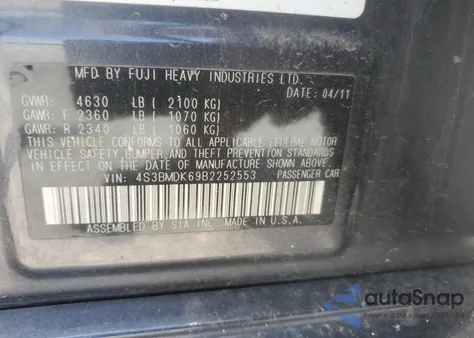 MFD. BY FUJI HEAVY INDUSTRIES LTD.
DATE: 04/11
GVWR: 4630 LB ( 2100 KG)
GAWR: F 2360 LB ( 1070 KG)
GAWR: R 2340 LB ( 1060 KG)
THIS VEHICLE CONFORMS TO ALL APPLICABLE FEDERAL MOTOR
VEHICLE SAFETY, BUMPER, AND THEFT PREVENTION STANDARDS
IN EFFECT ON THE DATE OF MANUFACTURE SHOWN ABOVE.
VIN: 4S3BMDK69B2252553 PASSENGER CAR
ASSEMBLED BY SIA INC. MADE IN U.S.A.
autoSnap